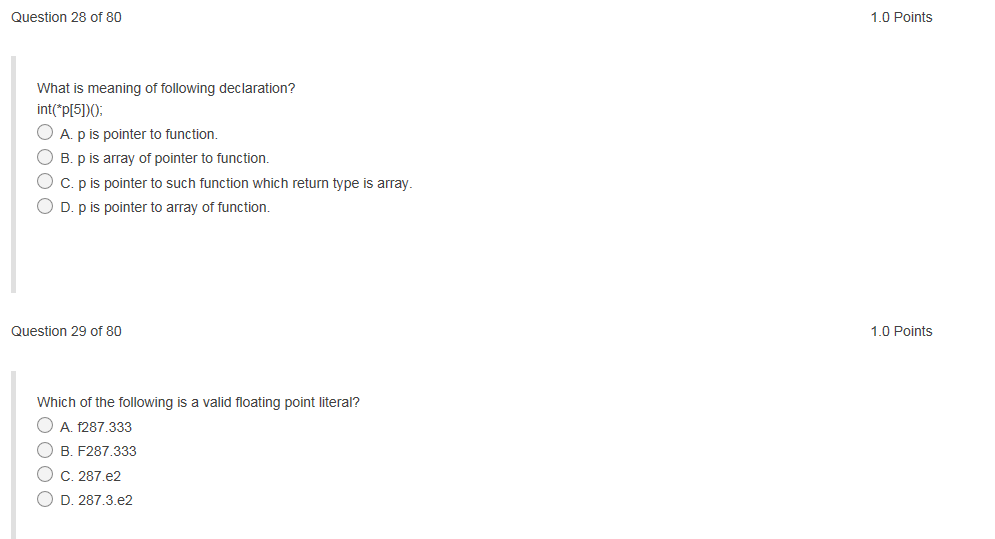 Question 28 of 80 1.0 Points
What is meaning of following declaration?
int(*p[5])();
A. p is pointer to function.
B. p is array of pointer to function.
C. p is pointer to such function which return type is array.
D. p is pointer to array of function.
Question 29 of 80 1.0 Points
Which of the following is a valid floating point literal?
A. f287.333
B. F287.333
C. 287.e2
D. 287.3.e2